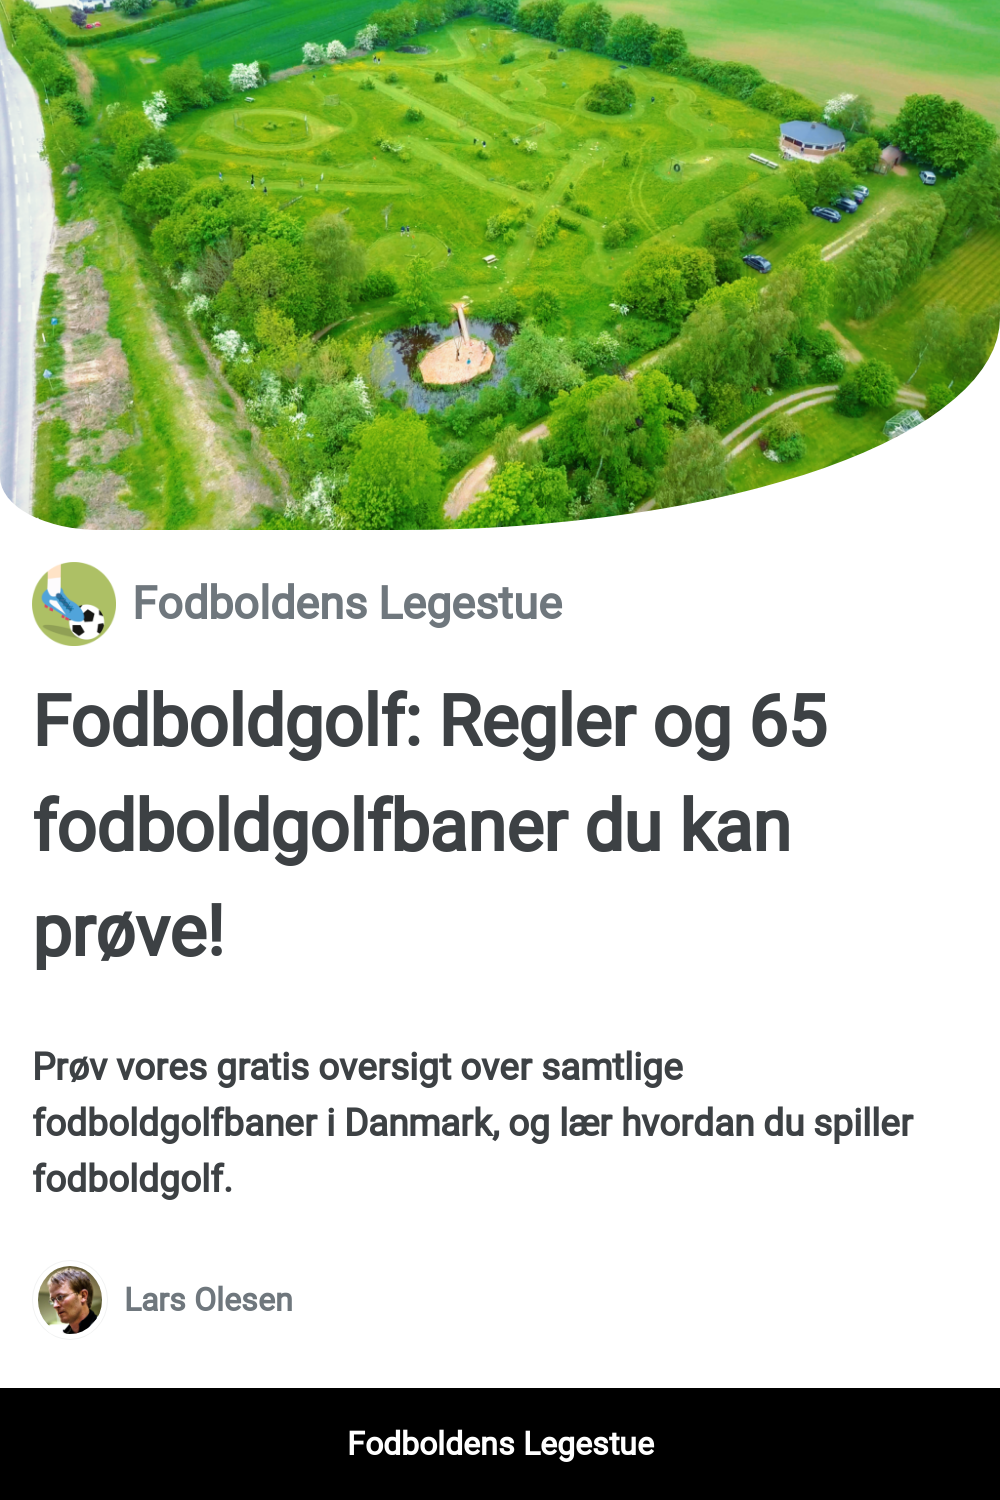 Fodboldens Legestue
Fodboldgolf: Regler og 65
fodboldgolfbaner du kan
prøve!
Prøv vores gratis oversigt over samtlige
fodboldgolfbaner i Danmark, og lær hvordan du spiller
fodboldgolf.
Lars Olesen
Fodboldens Legestue